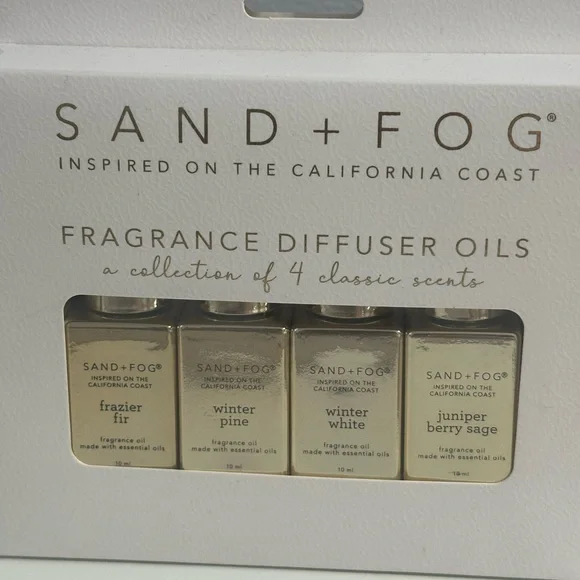 SAND + FOG®
INSPIRED ON THE CALIFORNIA COAST
FRAGRANCE DIFFUSER OILS
a collection of 4 classic scents
SAND+FOG®
INSPIRED ON THE
CALIFORNIA COAST
frazier
fir
fragrance oil
made with essential oils
10 ml
SAND+FOG®
INSPIRED ON THE
CALIFORNIA COAST
winter
pine
fragrance oil
made with essential oils
10 ml
SAND+FOG®
INSPIRED ON THE
CALIFORNIA COAST
winter
white
fragrance oil
made with essential oils
10 ml
SAND+FOG®
INSPIRED ON THE
CALIFORNIA COAST
juniper
berry sage
fragrance oil
made with essential oils
10 ml